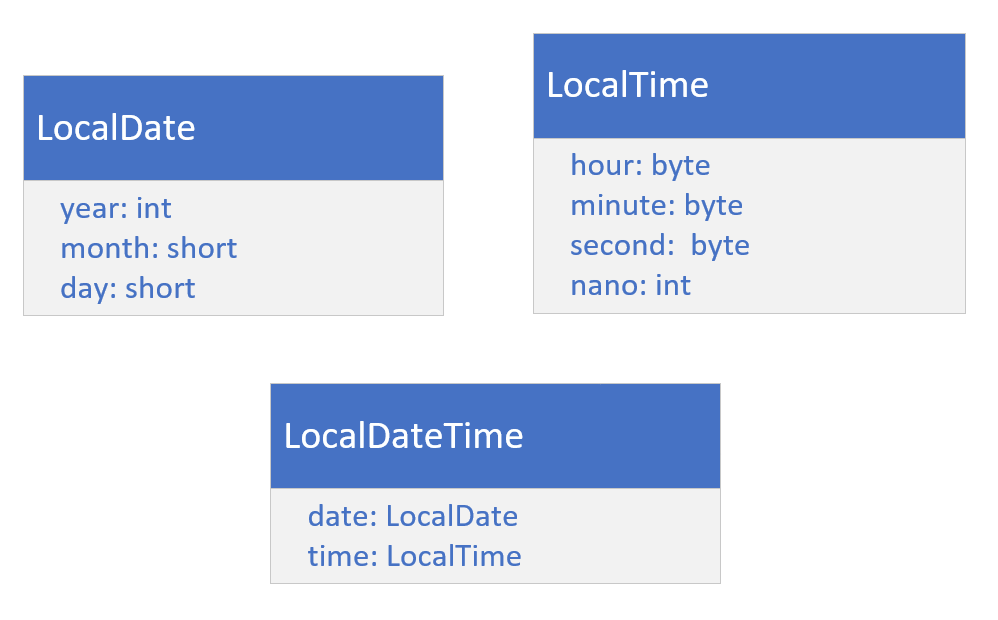 LocalDate
year: int
month: short
day: short
LocalTime
hour: byte
minute: byte
second:  byte
nano: int
LocalDateTime
date: LocalDate
time: LocalTime